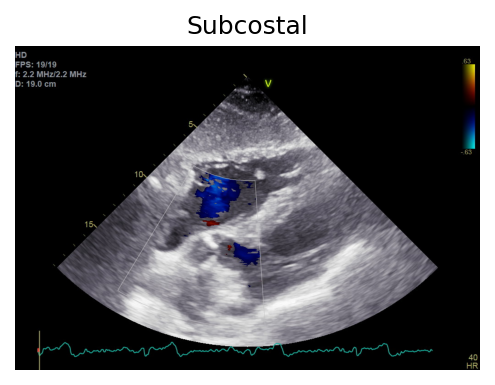 Subcostal
HD
FPS: 19/19
f: 2.2 MHz/2.2 MHz
D: 19.0 cm
V
63
-.63
5
10
15
40
HR